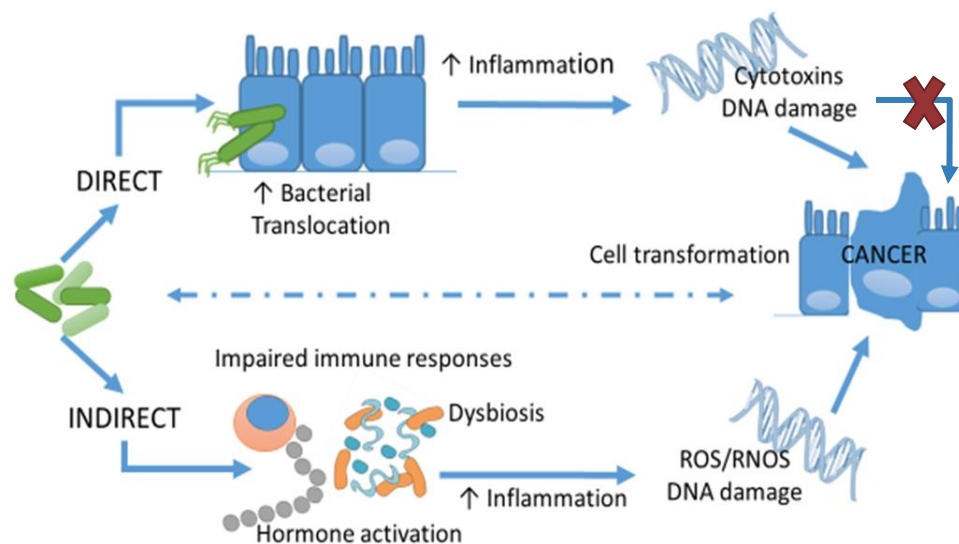 ↑ Inflammation
Cytotoxins
DNA damage
DIRECT
↑ Bacterial
Translocation
Cell transformation
CANCER
Impaired immune responses
INDIRECT
Dysbiosis
ROS/RNOS
DNA damage
↑ Inflammation
Hormone activation